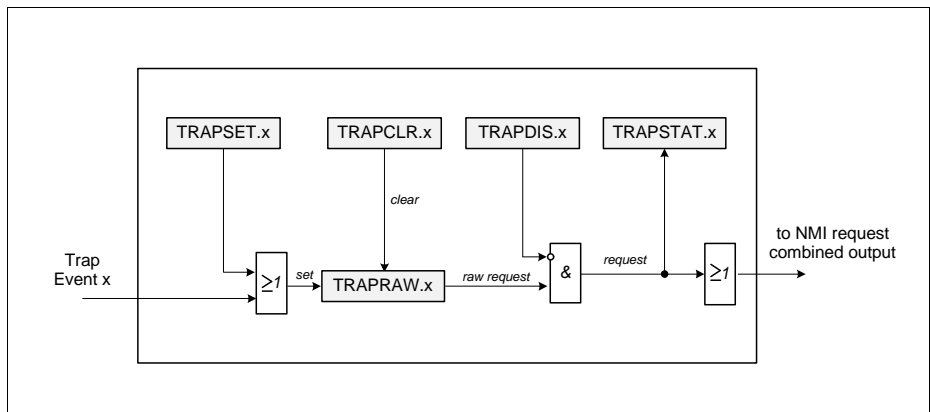 TRAPSET.x
TRAPCLR.x
TRAPDIS.x
TRAPSTAT.x
clear
to NMI request
combined output
Trap
Event x
≥1
set
TRAPRAW.x
raw request
&
request
≥1